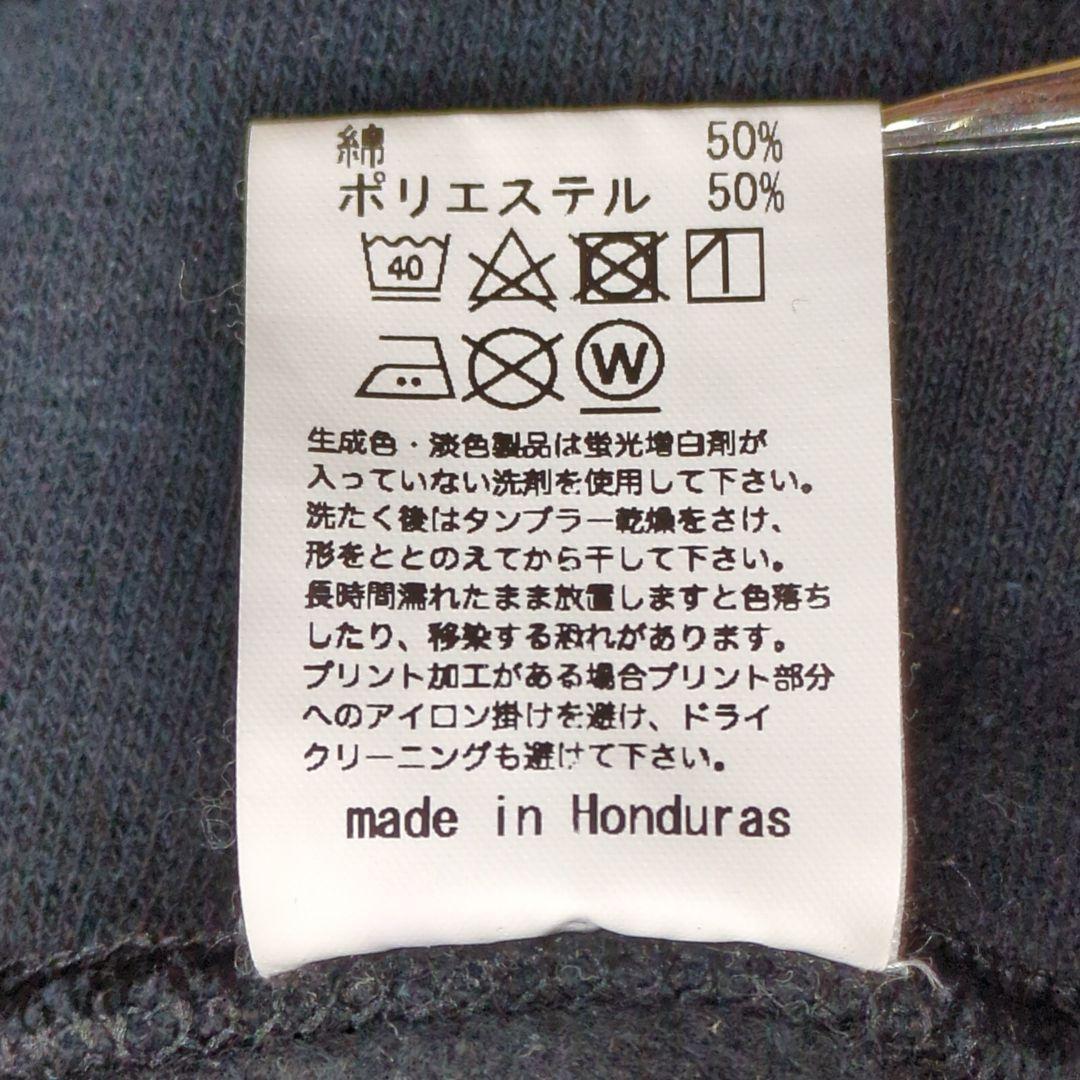 綿 50%
ポリエステル 50%
40
W
生成色・淡色製品は蛍光増白剤が
入っていない洗剤を使用して下さい。
洗たく後はタンブラー乾燥をさけ、
形をととのえてから干して下さい。
長時間濡れたまま放置しますと色落ち
したり、移染する恐れがあります。
プリント加工がある場合プリント部分
へのアイロン掛けを避け、ドライ
クリーニングも避けて下さい。
made in Honduras